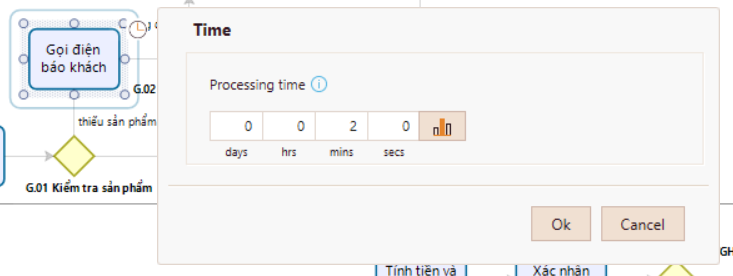 Gọi điện
báo khách
G.02
thiếu sản phẩm
G.01 Kiểm tra sản phẩm
Time
Processing time
0 0 2 0
days hrs mins secs
Ok Cancel
GH
Tính tiền và
Xác nhận